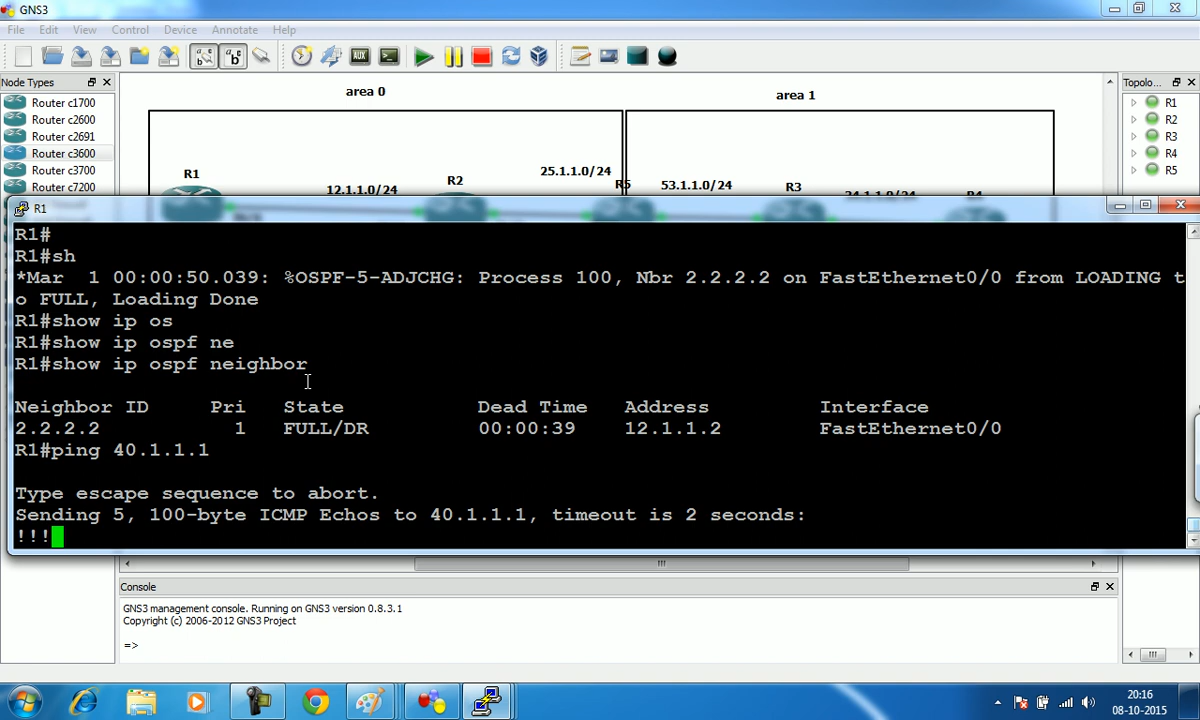 GNS3
File Edit View Control Device Annotate Help
Node Types
Router c1700
Router c2600
Router c2691
Router c3600
Router c3700
Router c7200
area 0
area 1
R1
12.1.1.0/24
R2
25.1.1.0/24
R5
53.1.1.0/24
R3
R4
Topolo...
R1
R2
R3
R4
R5
R1
R1#
R1#sh
*Mar  1 00:00:50.039: %OSPF-5-ADJCHG: Process 100, Nbr 2.2.2.2 on FastEthernet0/0 from LOADING t
o FULL, Loading Done
R1#show ip os
R1#show ip ospf ne
R1#show ip ospf neighbor
Neighbor ID     Pri   State           Dead Time   Address         Interface
2.2.2.2           1   FULL/DR         00:00:39    12.1.1.2        FastEthernet0/0
R1#ping 40.1.1.1
Type escape sequence to abort.
Sending 5, 100-byte ICMP Echos to 40.1.1.1, timeout is 2 seconds:
!!!
Console
GNS3 management console. Running on GNS3 version 0.8.3.1
Copyright (c) 2006-2012 GNS3 Project
=>
20:16
08-10-2015